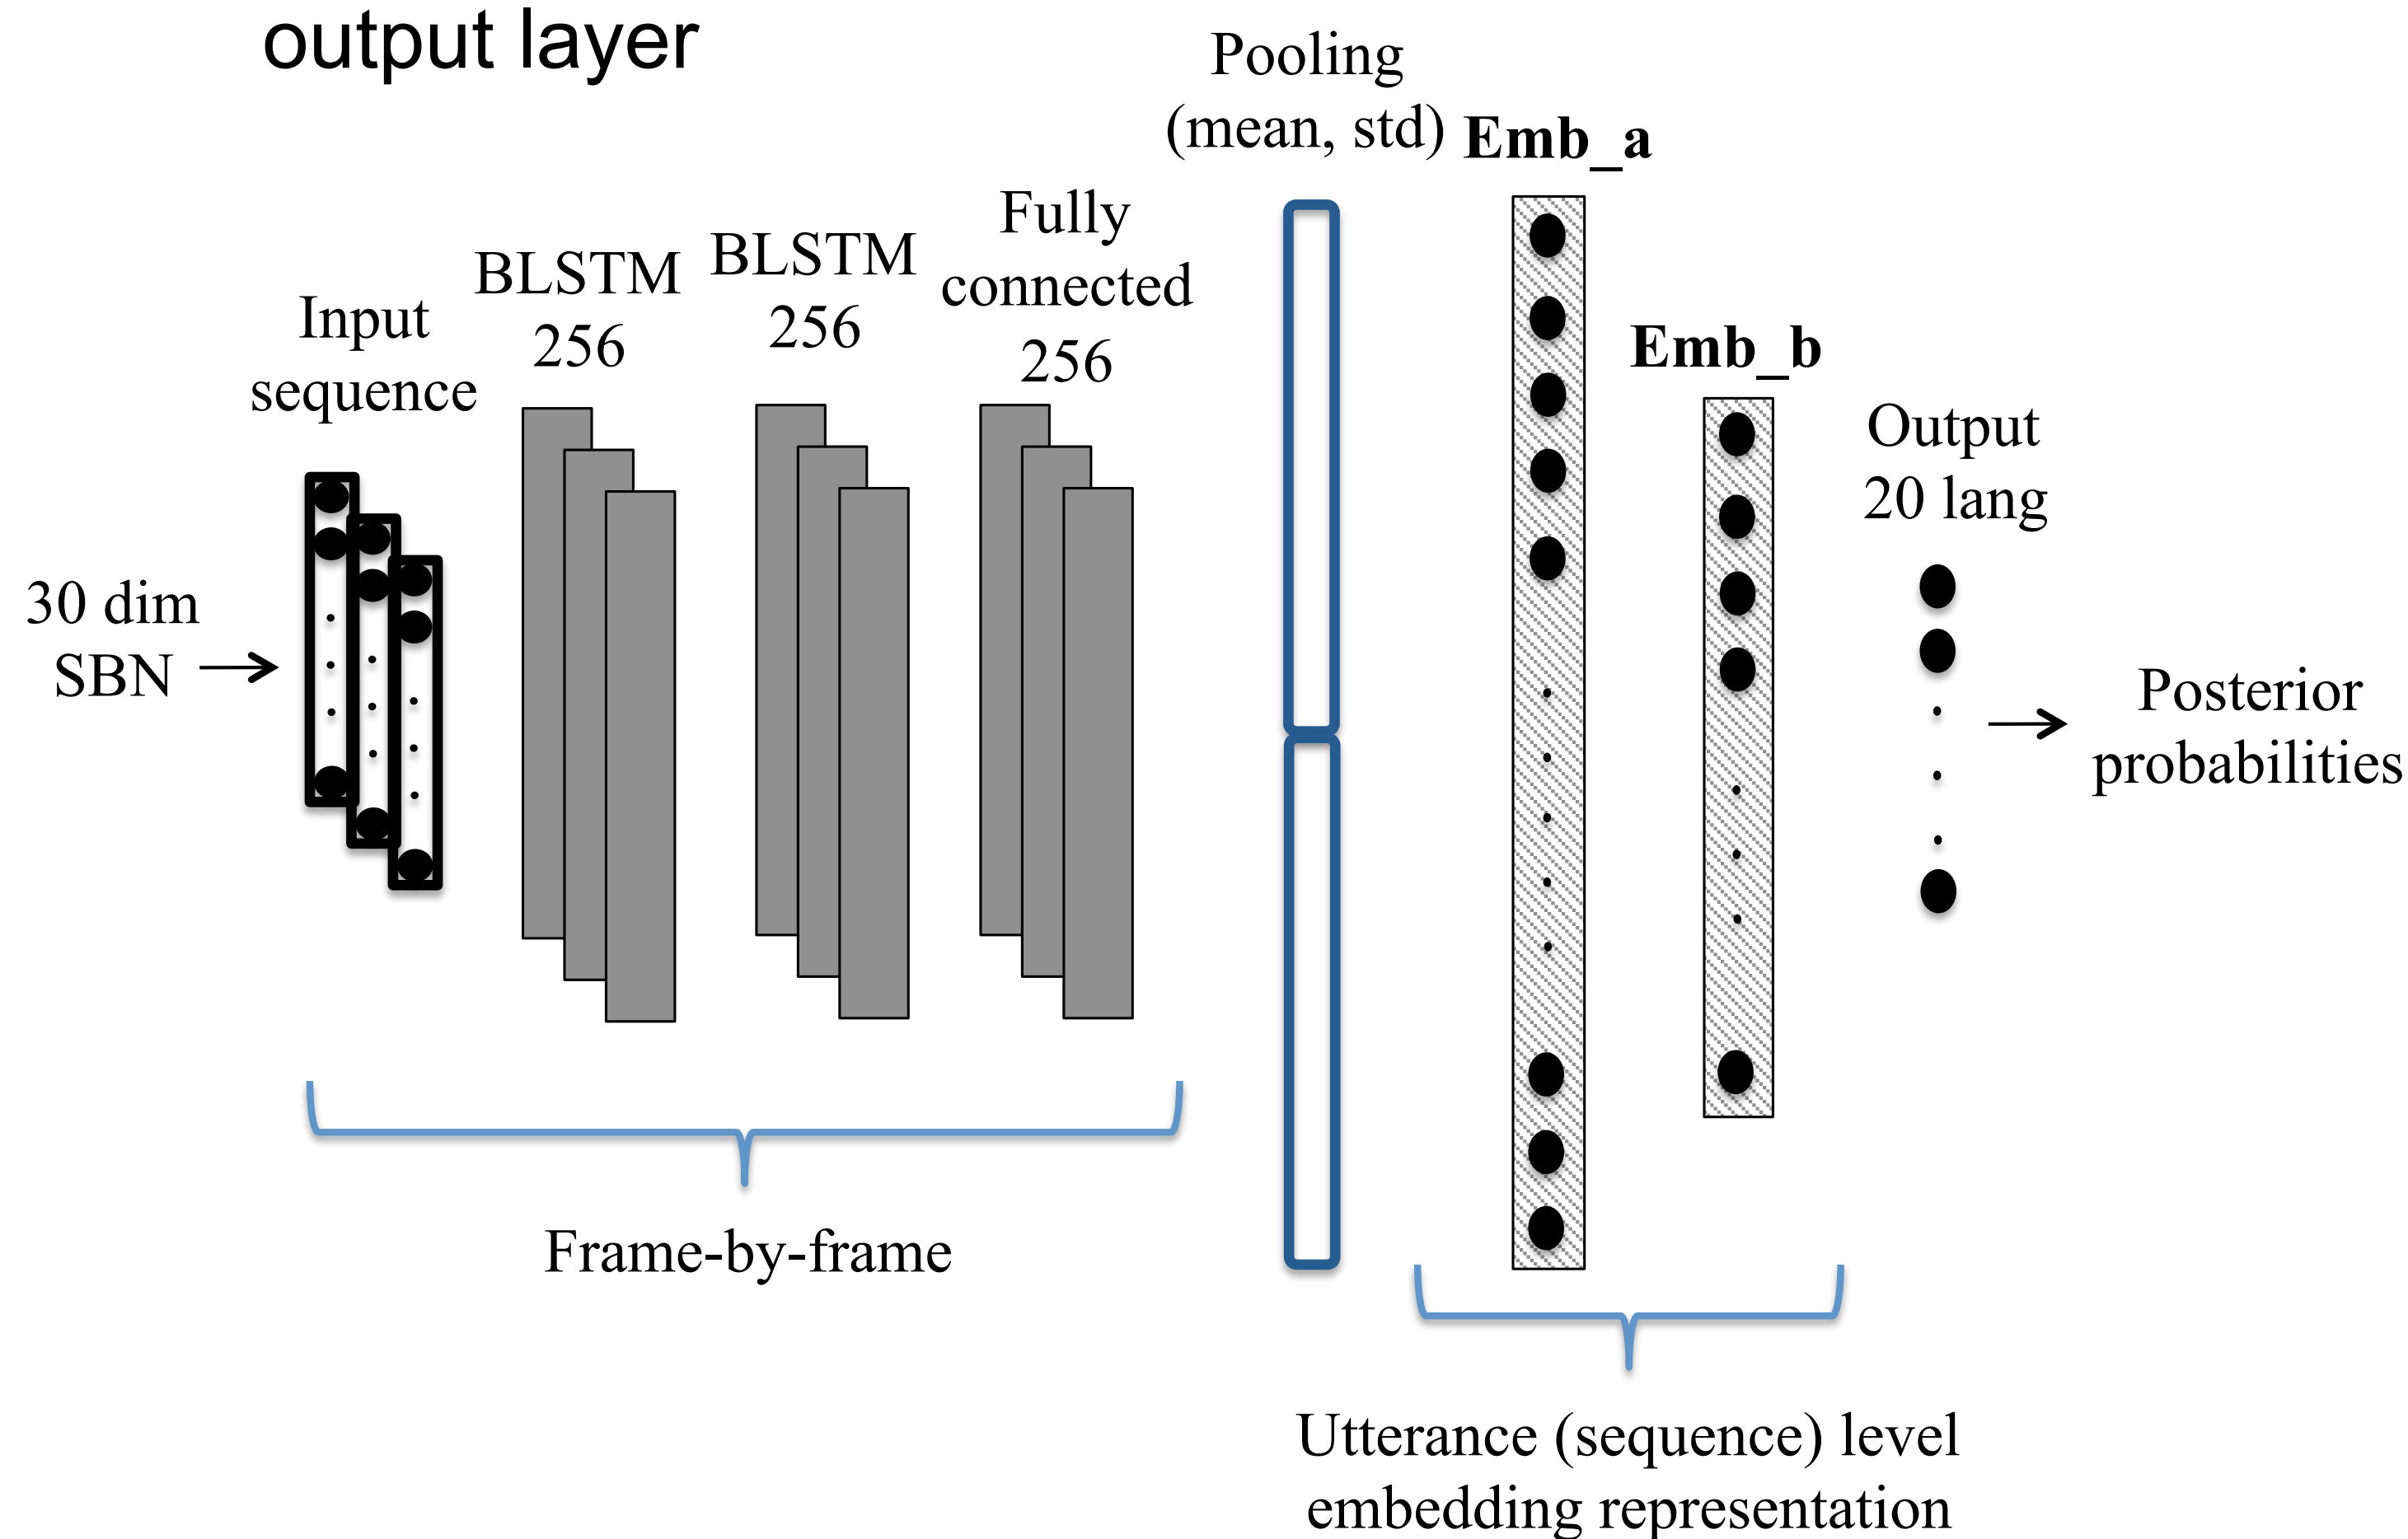 output layer
Pooling
(mean, std)
Emb_a
Fully
connected
256
BLSTM
256
BLSTM
256
Input
sequence
Emb_b
Output
20 lang
30 dim
SBN
Posterior
probabilities
Frame-by-frame
Utterance (sequence) level
embedding representation